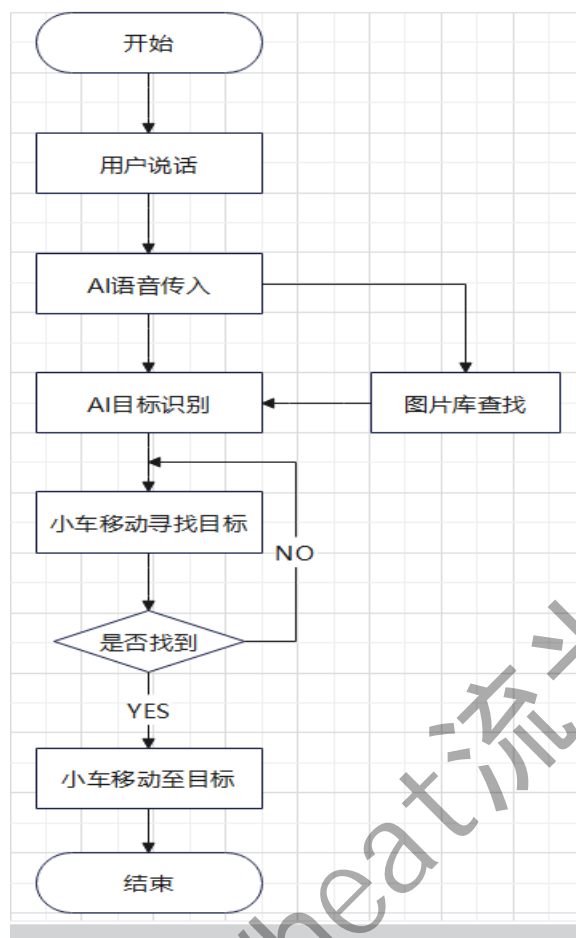 开始
用户说话
AI语音传入
AI目标识别
图片库查找
小车移动寻找目标
NO
是否找到
YES
小车移动至目标
结束
heat流